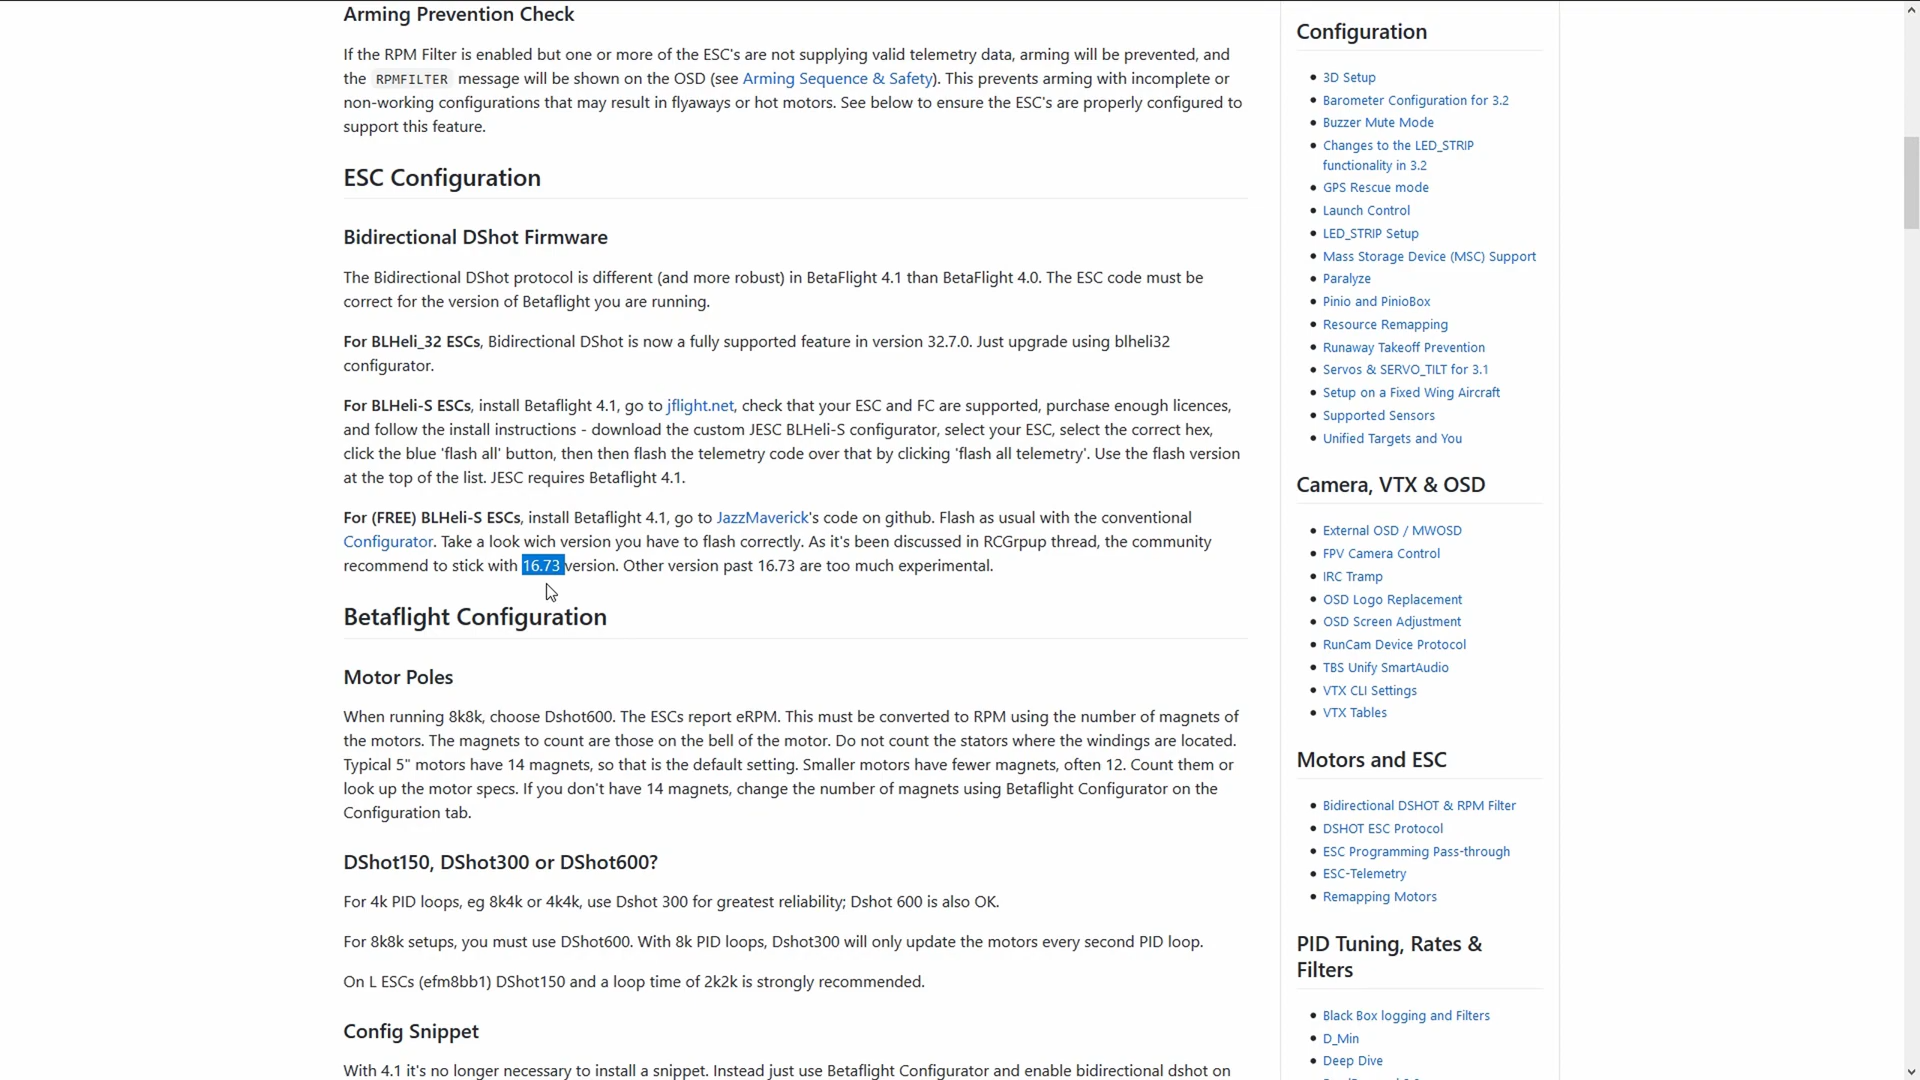 Arming Prevention Check
If the RPM Filter is enabled but one or more of the ESC's are not supplying valid telemetry data, arming will be prevented, and
the RPMFILTER message will be shown on the OSD (see Arming Sequence & Safety). This prevents arming with incomplete or
non-working configurations that may result in flyaways or hot motors. See below to ensure the ESC's are properly configured to
support this feature.
ESC Configuration
Bidirectional DShot Firmware
The Bidirectional DShot protocol is different (and more robust) in BetaFlight 4.1 than BetaFlight 4.0. The ESC code must be
correct for the version of Betaflight you are running.
For BLHeli_32 ESCs, Bidirectional DShot is now a fully supported feature in version 32.7.0. Just upgrade using blheli32
configurator.
For BLHeli-S ESCs, install Betaflight 4.1, go to jflight.net, check that your ESC and FC are supported, purchase enough licences,
and follow the install instructions - download the custom JESC BLHeli-S configurator, select your ESC, select the correct hex,
click the blue 'flash all' button, then then flash the telemetry code over that by clicking 'flash all telemetry'. Use the flash version
at the top of the list. JESC requires Betaflight 4.1.
For (FREE) BLHeli-S ESCs, install Betaflight 4.1, go to JazzMaverick's code on github. Flash as usual with the conventional
Configurator. Take a look wich version you have to flash correctly. As it's been discussed in RCGrpup thread, the community
recommend to stick with 16.73 version. Other version past 16.73 are too much experimental.
Betaflight Configuration
Motor Poles
When running 8k8k, choose Dshot600. The ESCs report eRPM. This must be converted to RPM using the number of magnets of
the motors. The magnets to count are those on the bell of the motor. Do not count the stators where the windings are located.
Typical 5" motors have 14 magnets, so that is the default setting. Smaller motors have fewer magnets, often 12. Count them or
look up the motor specs. If you don't have 14 magnets, change the number of magnets using Betaflight Configurator on the
Configuration tab.
DShot150, DShot300 or DShot600?
For 4k PID loops, eg 8k4k or 4k4k, use Dshot 300 for greatest reliability; Dshot 600 is also OK.
For 8k8k setups, you must use DShot600. With 8k PID loops, Dshot300 will only update the motors every second PID loop.
On L ESCs (efm8bb1) DShot150 and a loop time of 2k2k is strongly recommended.
Config Snippet
With 4.1 it's no longer necessary to install a snippet. Instead just use Betaflight Configurator and enable bidirectional dshot on
Configuration
3D Setup
Barometer Configuration for 3.2
Buzzer Mute Mode
Changes to the LED_STRIP
functionality in 3.2
GPS Rescue mode
Launch Control
LED_STRIP Setup
Mass Storage Device (MSC) Support
Paralyze
Pinio and PinioBox
Resource Remapping
Runaway Takeoff Prevention
Servos & SERVO_TILT for 3.1
Setup on a Fixed Wing Aircraft
Supported Sensors
Unified Targets and You
Camera, VTX & OSD
External OSD / MWOSD
FPV Camera Control
IRC Tramp
OSD Logo Replacement
OSD Screen Adjustment
RunCam Device Protocol
TBS Unify SmartAudio
VTX CLI Settings
VTX Tables
Motors and ESC
Bidirectional DSHOT & RPM Filter
DSHOT ESC Protocol
ESC Programming Pass-through
ESC-Telemetry
Remapping Motors
PID Tuning, Rates &
Filters
Black Box logging and Filters
D_Min
Deep Dive